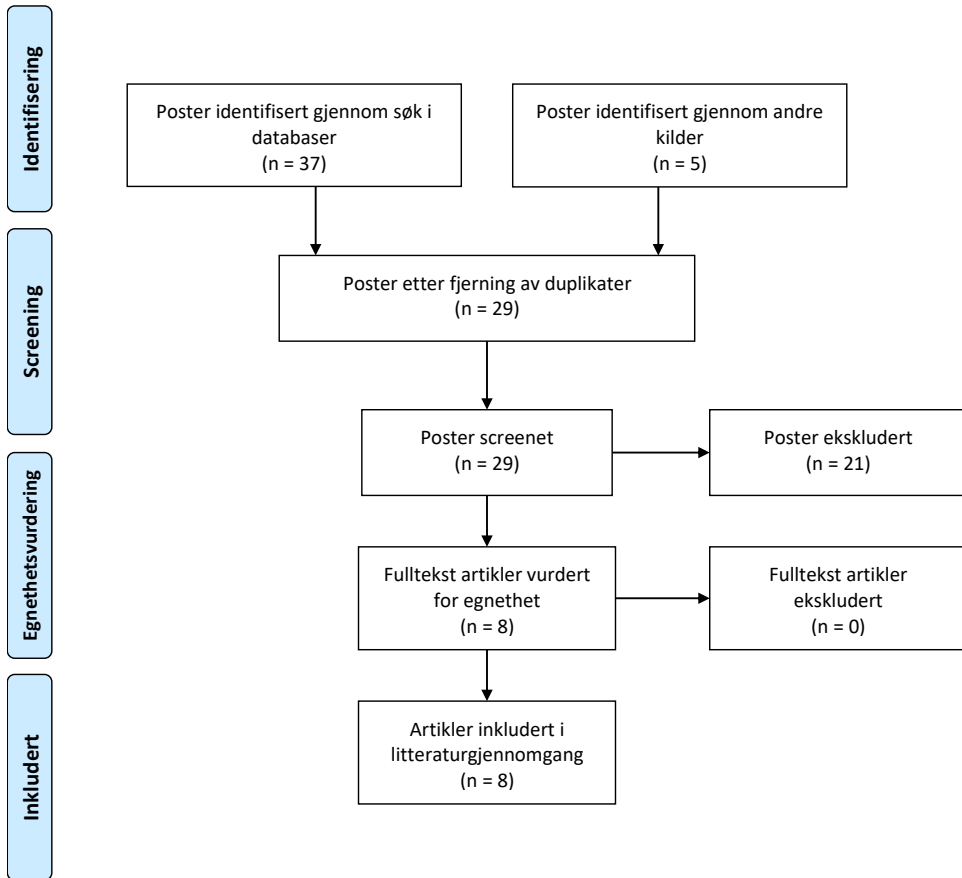 Identifisering
Poster identifisert gjennom søk i
databaser
(n = 37)
Poster identifisert gjennom andre
kilder
(n = 5)
Screening
Poster etter fjerning av duplikater
(n = 29)
Poster screenet
(n = 29)
Poster ekskludert
(n = 21)
Egnethetsvurdering
Fulltekst artikler vurdert
for egnethet
(n = 8)
Fulltekst artikler
ekskludert
(n = 0)
Inkludert
Artikler inkludert i
litteraturgjennomgang
(n = 8)